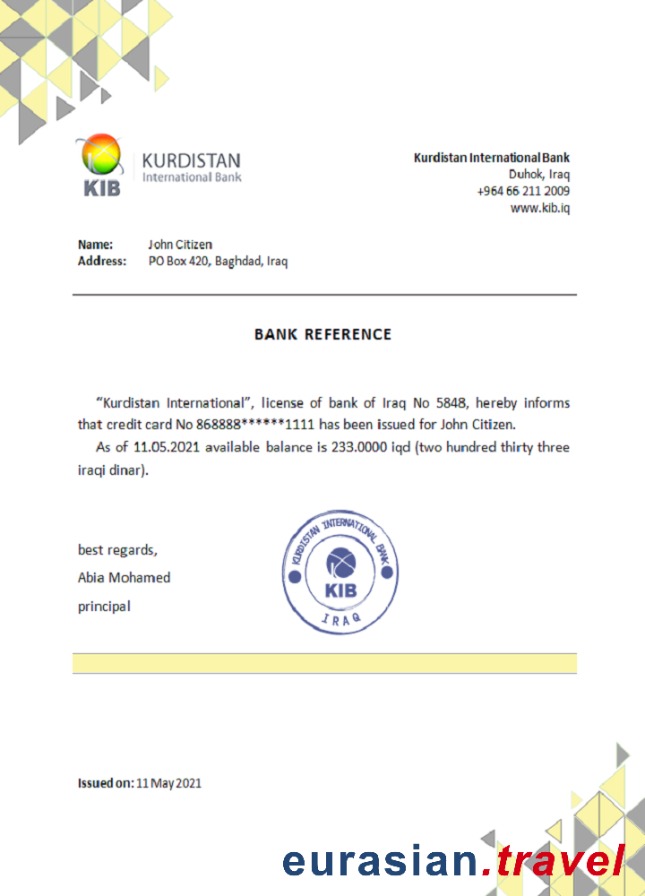 KIB
KURDISTAN
International Bank
Kurdistan International Bank
Duhok, Iraq
+964 66 211 2009
www.kib.iq
Name: John Citizen
Address: PO Box 420, Baghdad, Iraq
BANK REFERENCE
“Kurdistan International”, license of bank of Iraq No 5848, hereby informs
that credit card No 868888******1111 has been issued for John Citizen.
As of 11.05.2021 available balance is 233.0000 iqd (two hundred thirty three
iraqi dinar).
best regards,
Abia Mohamed
principal
KURDISTAN INTERNATIONAL BANK
KIB
IRAQ
Issued on: 11 May 2021
eurasian.travel